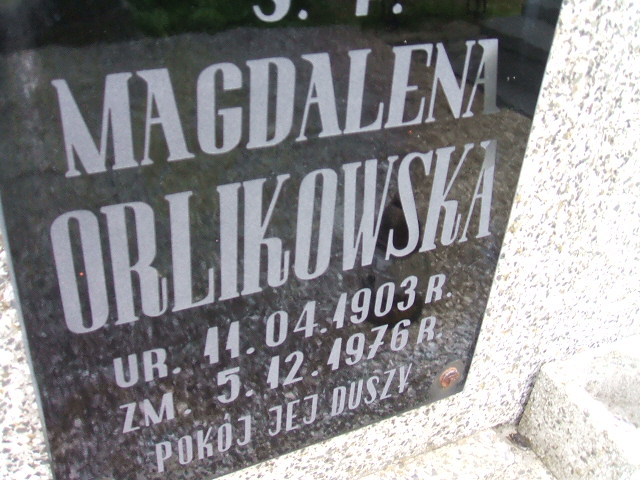 Ś. P.
MAGDALENA
ORLIKOWSKA
UR. 11.04.1903 R.
ZM. 5.12.1976 R.
POKÓJ JEJ DUSZY